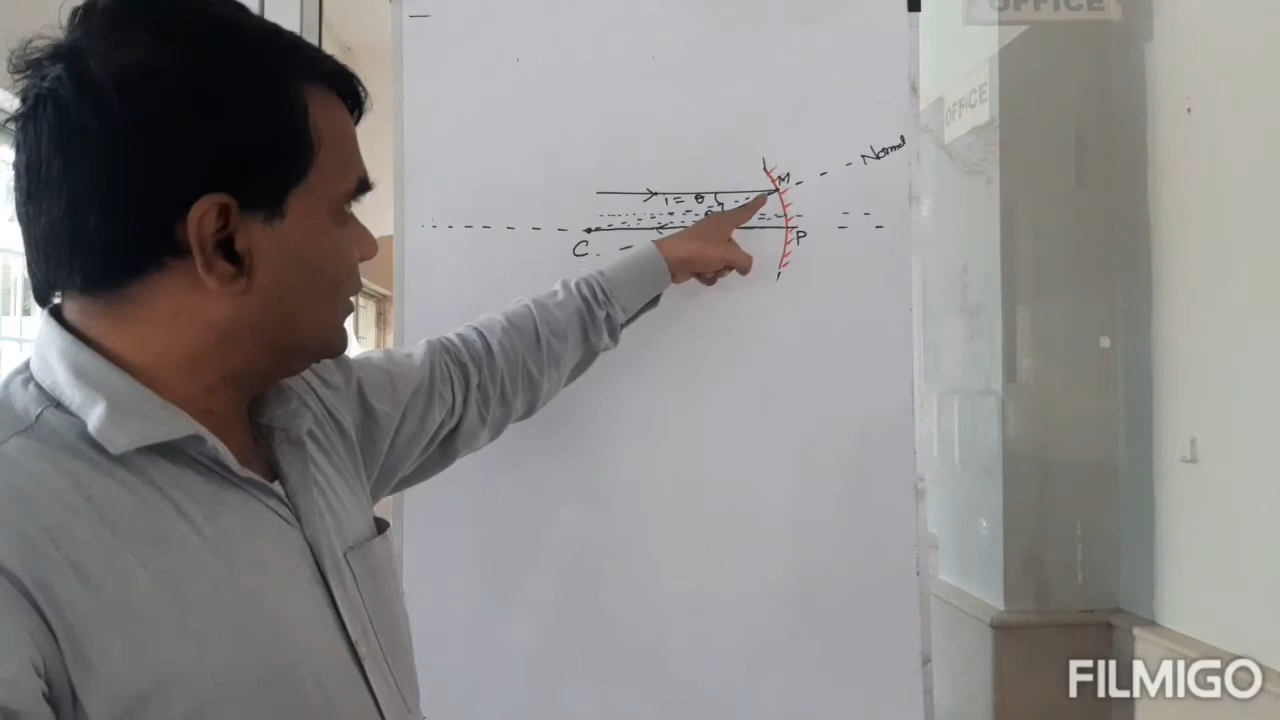 OFFICE
OFFICE
Normal
M
i = θ
C
P
FILMIGO